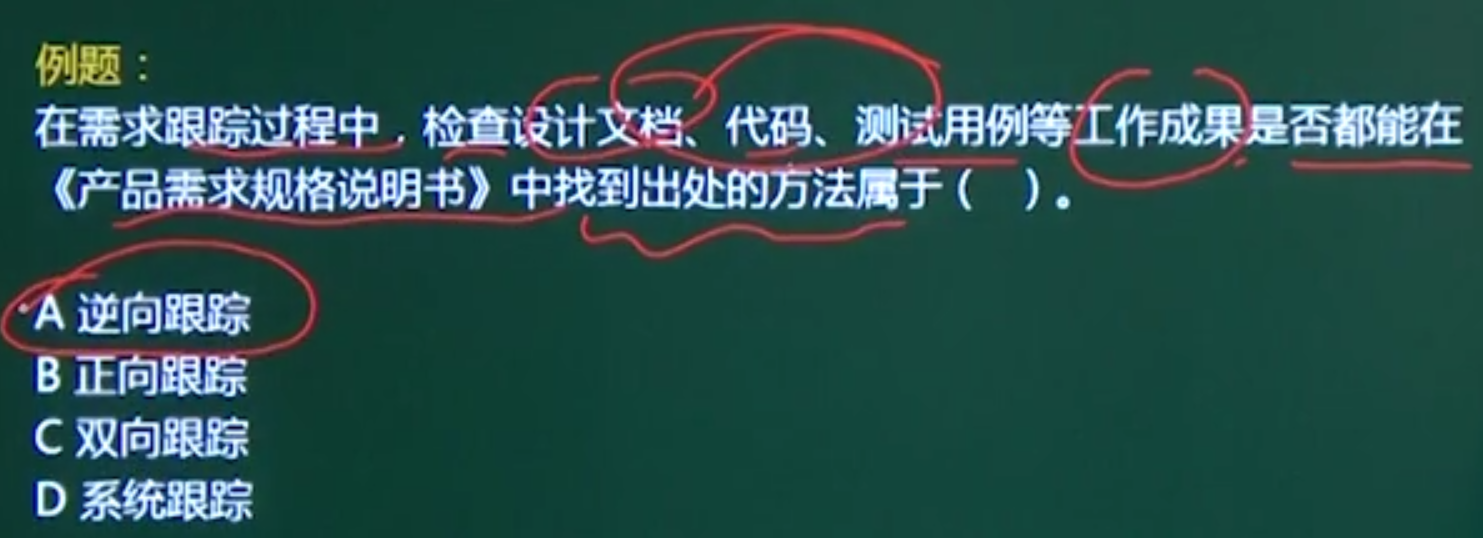 例题：
在需求跟踪过程中，检查设计文档、代码、测试用例等工作成果是否都能在
《产品需求规格说明书》中找到出处的方法属于（ ）。
A 逆向跟踪
B 正向跟踪
C 双向跟踪
D 系统跟踪